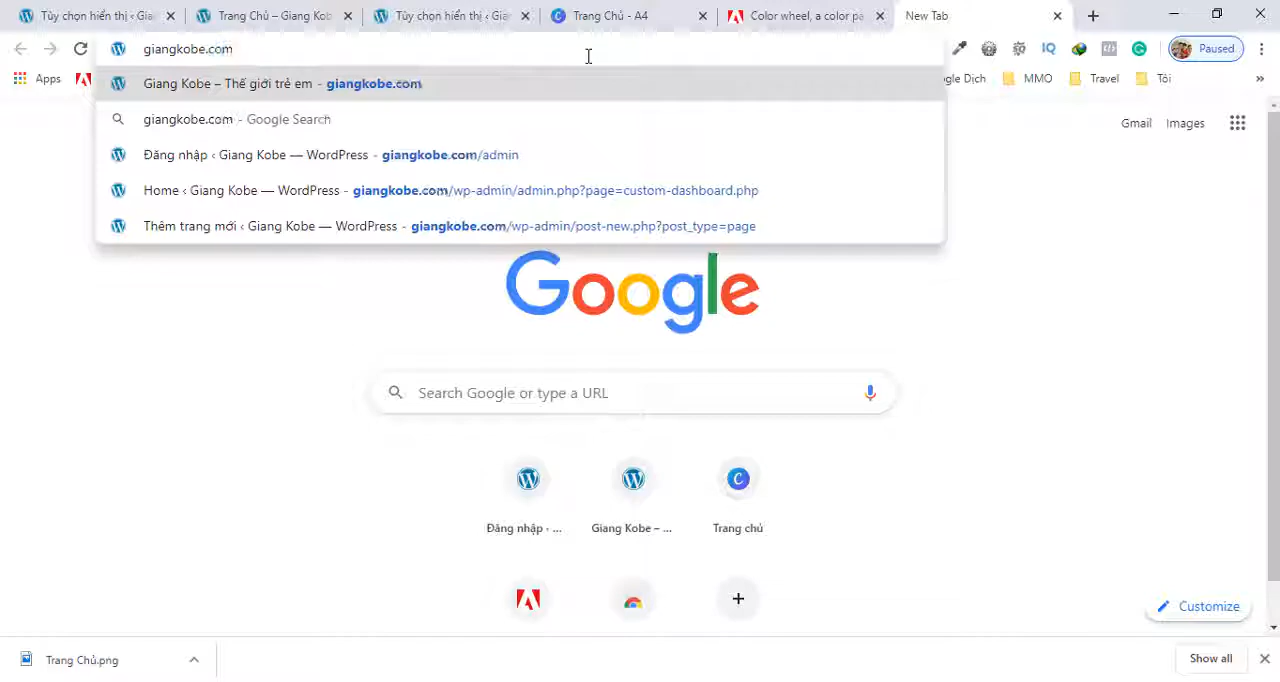 Tùy chọn hiển thị ‹ Gia
Trang Chủ – Giang Kob
Tùy chọn hiển thị ‹ Gia
Trang Chủ - A4
Color wheel, a color pa
New Tab
giangkobe.com
IQ
Paused
Apps
gle Dịch
MMO
Travel
Tôi
»
Giang Kobe – Thế giới trẻ em - giangkobe.com
giangkobe.com - Google Search
Đăng nhập ‹ Giang Kobe — WordPress - giangkobe.com/admin
Home ‹ Giang Kobe — WordPress - giangkobe.com/wp-admin/admin.php?page=custom-dashboard.php
Thêm trang mới ‹ Giang Kobe — WordPress - giangkobe.com/wp-admin/post-new.php?post_type=page
Gmail
Images
Google
Search Google or type a URL
Đăng nhập - ...
Giang Kobe – ...
Trang chủ
Customize
Trang Chủ.png
Show all